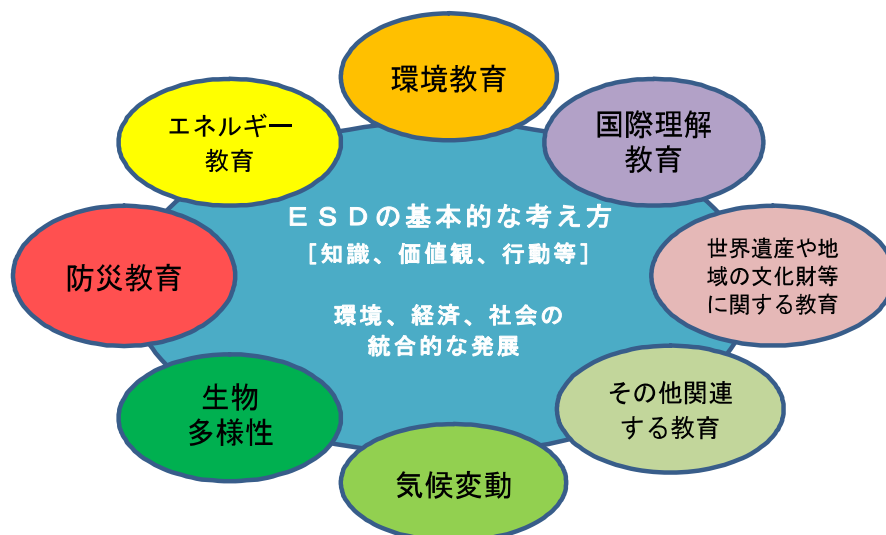 環境教育
エネルギー
教育
国際理解
教育
ESDの基本的な考え方
[知識、価値観、行動等]
環境、経済、社会の
統合的な発展
防災教育
世界遺産や地
域の文化財等
に関する教育
生物
多様性
その他関連
する教育
気候変動